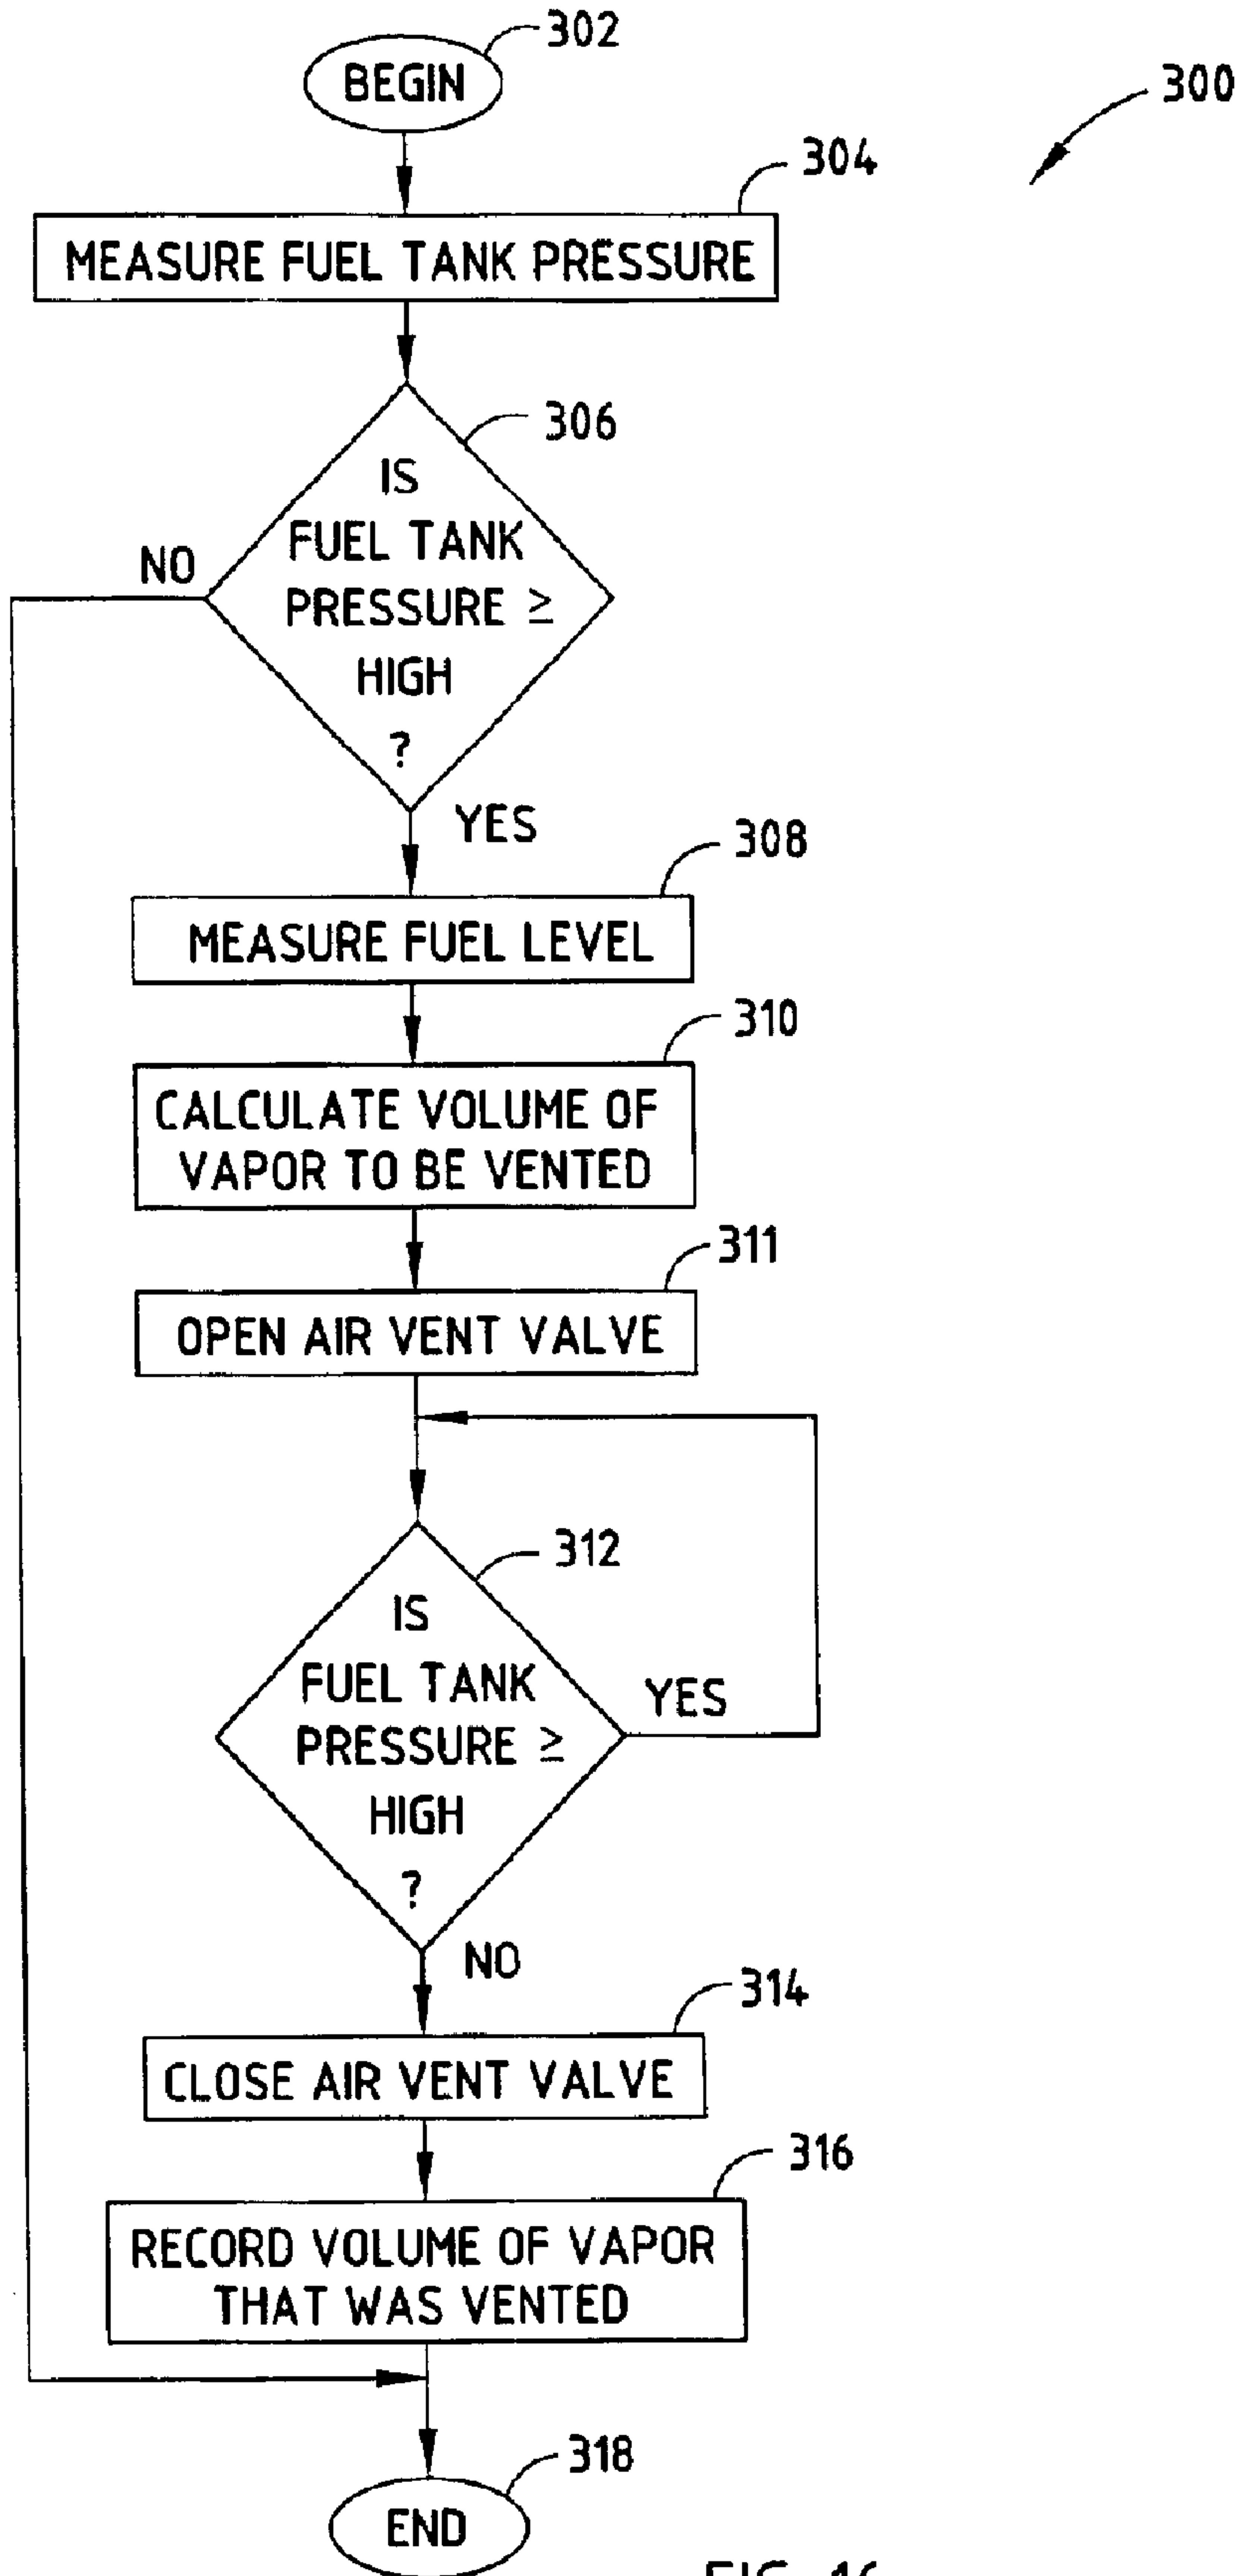 302
BEGIN
300
304
MEASURE FUEL TANK PRESSURE
306
IS
FUEL TANK
PRESSURE ≥
HIGH
?
NO
YES
308
MEASURE FUEL LEVEL
310
CALCULATE VOLUME OF
VAPOR TO BE VENTED
311
OPEN AIR VENT VALVE
312
IS
FUEL TANK
PRESSURE ≥
HIGH
?
YES
NO
314
CLOSE AIR VENT VALVE
316
RECORD VOLUME OF VAPOR
THAT WAS VENTED
318
END
FIG. 16